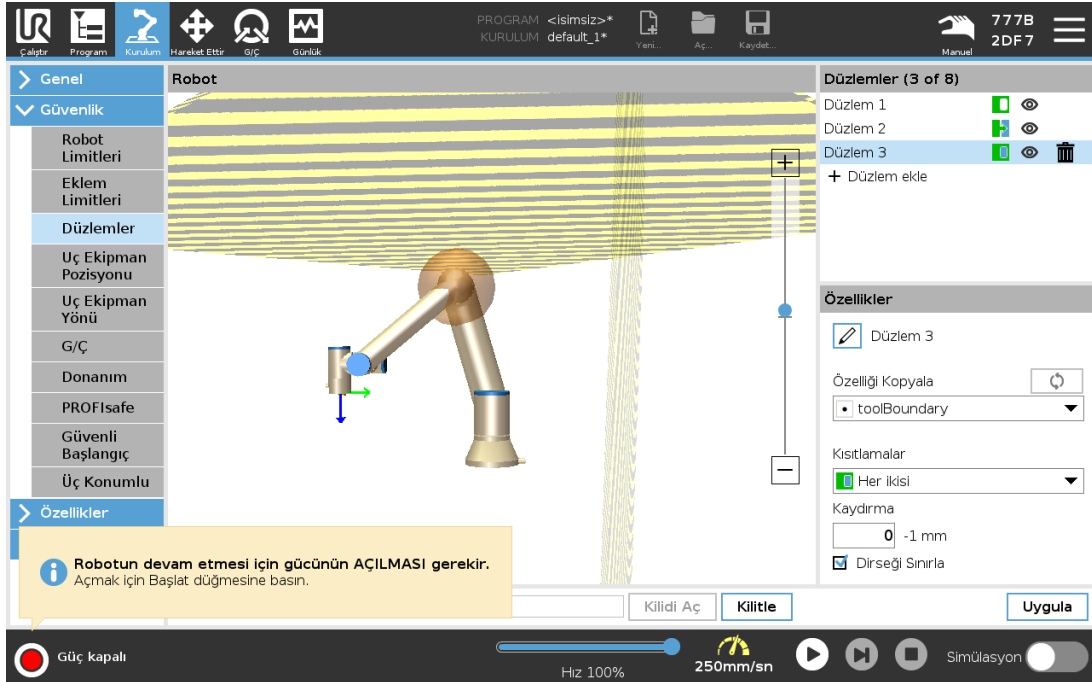 UR
Çalıştır
Program
Kurulum
Hareket Ettir
G/Ç
Günlük
PROGRAM <isimsiz>*
KURULUM default_1*
Yeni...
Aç...
Kaydet...
Manuel
777B
2DF7
Genel
Güvenlik
Robot
Limitleri
Eklem
Limitleri
Düzlemler
Uç Ekipman
Pozisyonu
Uç Ekipman
Yönü
G/Ç
Donanım
PROFIsafe
Güvenli
Başlangıç
Üç Konumlu
Özellikler
Robot
Düzlemler (3 of 8)
Düzlem 1
Düzlem 2
Düzlem 3
+ Düzlem ekle
Özellikler
Düzlem 3
Özelliği Kopyala
toolBoundary
Kısıtlamalar
Her ikisi
Kaydırma
0 -1 mm
Dirseği Sınırla
Robotun devam etmesi için gücünün AÇILMASI gerekir.
Açmak için Başlat düğmesine basın.
Kilidi Aç
Kilitle
Uygula
Güç kapalı
Hız 100%
250mm/sn
Simülasyon